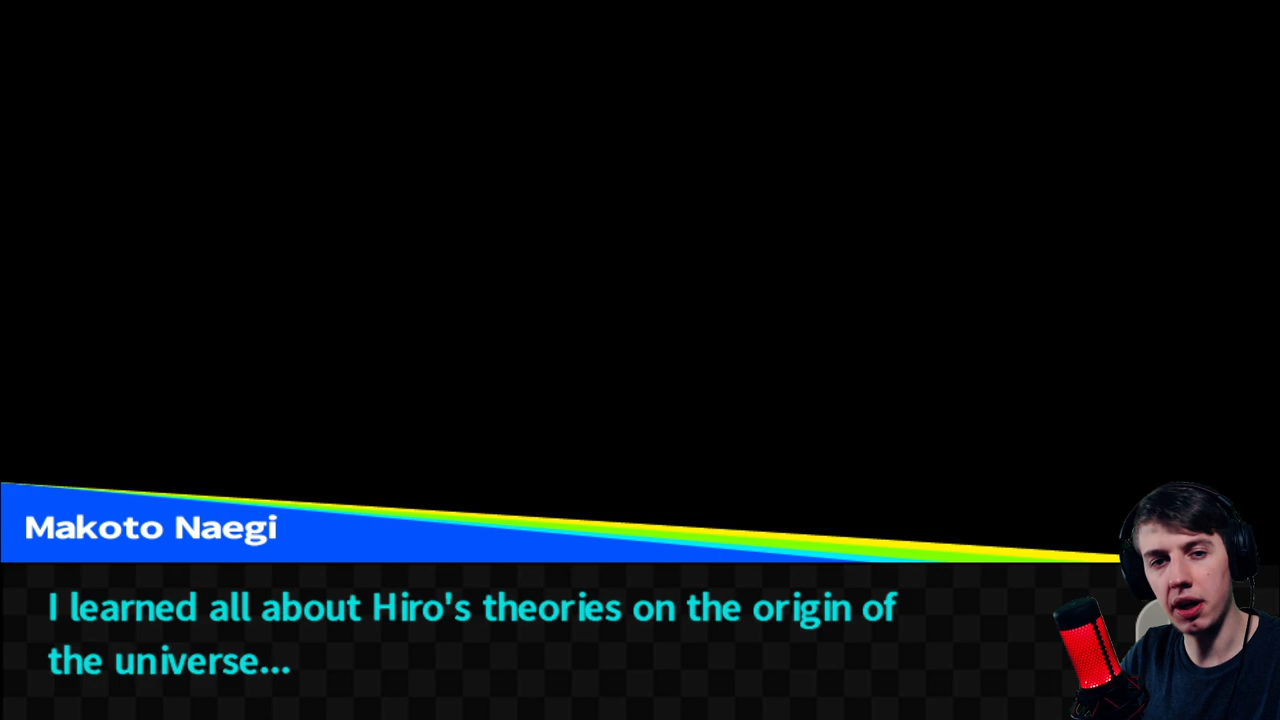 Makoto Naegi
I learned all about Hiro's theories on the origin of
the universe...